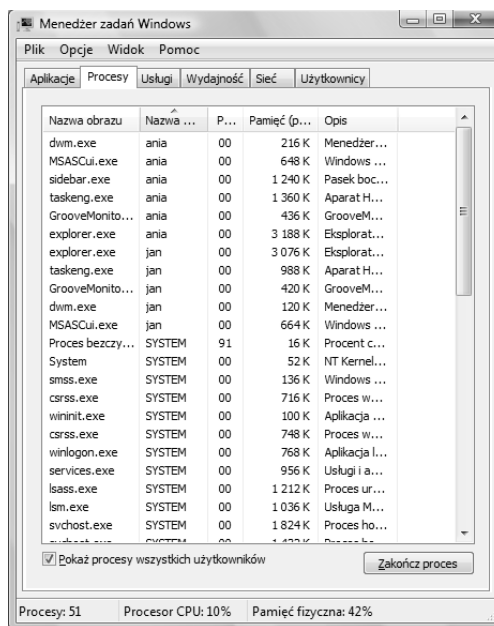 Menedżer zadań Windows
Plik Opcje Widok Pomoc
Aplikacje Procesy Usługi Wydajność Sieć Użytkownicy
Nazwa obrazu Nazwa ... P... Pamięć (p... Opis
dwm.exe ania 00 216 K Menedżer...
MSASCui.exe ania 00 648 K Windows ...
sidebar.exe ania 00 1 240 K Pasek boc...
taskeng.exe ania 00 1 360 K Aparat H...
GrooveMonito... ania 00 436 K GrooveM...
explorer.exe ania 00 3 188 K Eksplorat...
explorer.exe jan 00 3 076 K Eksplorat...
taskeng.exe jan 00 988 K Aparat H...
GrooveMonito... jan 00 420 K GrooveM...
dwm.exe jan 00 120 K Menedżer...
MSASCui.exe jan 00 664 K Windows ...
Proces bezczy... SYSTEM 91 16 K Procent c...
System SYSTEM 00 52 K NT Kernel...
smss.exe SYSTEM 00 136 K Windows ...
csrss.exe SYSTEM 00 716 K Proces w...
wininit.exe SYSTEM 00 100 K Aplikacja ...
csrss.exe SYSTEM 00 748 K Proces w...
winlogon.exe SYSTEM 00 768 K Aplikacja l...
services.exe SYSTEM 00 956 K Usługi i a...
lsass.exe SYSTEM 00 1 212 K Proces ur...
lsm.exe SYSTEM 00 1 036 K Usługa M...
svchost.exe SYSTEM 00 1 824 K Proces ho...
Pokaż procesy wszystkich użytkowników Zakończ proces
Procesy: 51 Procesor CPU: 10% Pamięć fizyczna: 42%